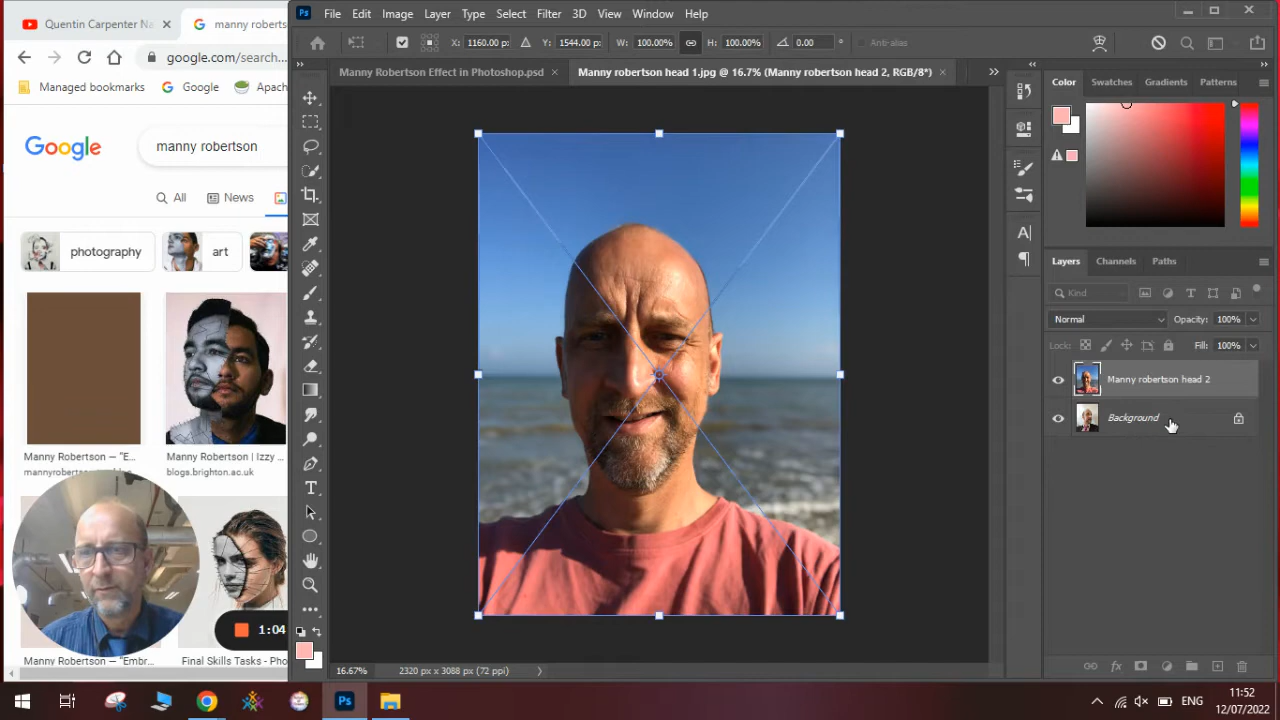 Quentin Carpenter Na
manny roberts
google.com/search...
Managed bookmarks
Google
Apach
Google
manny robertson
All
News
photography
art
Manny Robertson — "E...
Manny Robertson | Izzy ...
blogs.brighton.ac.uk
Manny Robertson — "Embr...
Final Skills Tasks - Pho
1:04
Ps
File
Edit
Image
Layer
Type
Select
Filter
3D
View
Window
Help
X: 1160.00 px
Y: 1544.00 px
W: 100.00%
H: 100.00%
0.00
°
Anti-alias
Manny Robertson Effect in Photoshop.psd
Manny robertson head 1.jpg @ 16.7% (Manny robertson head 2, RGB/8*)
Color
Swatches
Gradients
Patterns
Layers
Channels
Paths
Kind
Normal
Opacity: 100%
Lock:
Fill: 100%
Manny robertson head 2
Background
16.67%
2320 px x 3088 px (72 ppi)
fx
Ps
ENG
11:52
12/07/2022